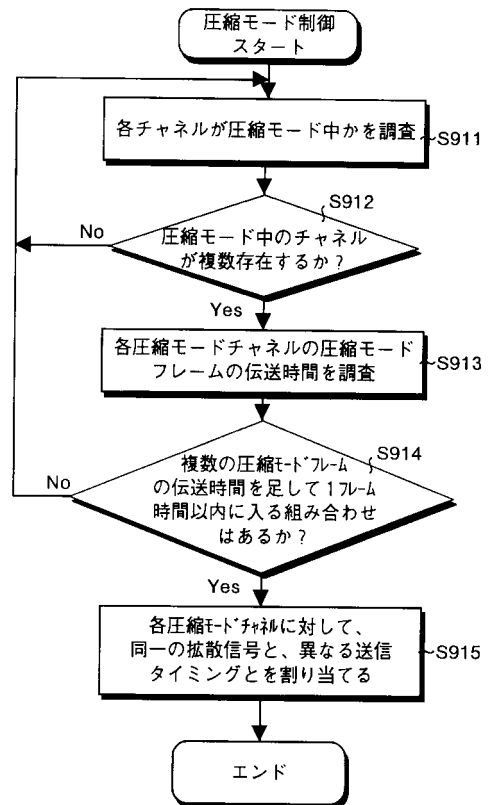 圧縮モード制御
スタート
各チャネルが圧縮モード中かを調査
S911
S912
No
圧縮モード中のチャネル
が複数存在するか?
Yes
各圧縮モードチャネルの圧縮モード
フレームの伝送時間を調査
S913
S914
No
複数の圧縮ﾓｰﾄﾞﾌﾚｰﾑ
の伝送時間を足して1ﾌﾚｰﾑ
時間以内に入る組み合わせ
はあるか?
Yes
各圧縮ﾓｰﾄﾞﾁｬﾈﾙに対して、
同一の拡散信号と、異なる送信
タイミングとを割り当てる
S915
エンド